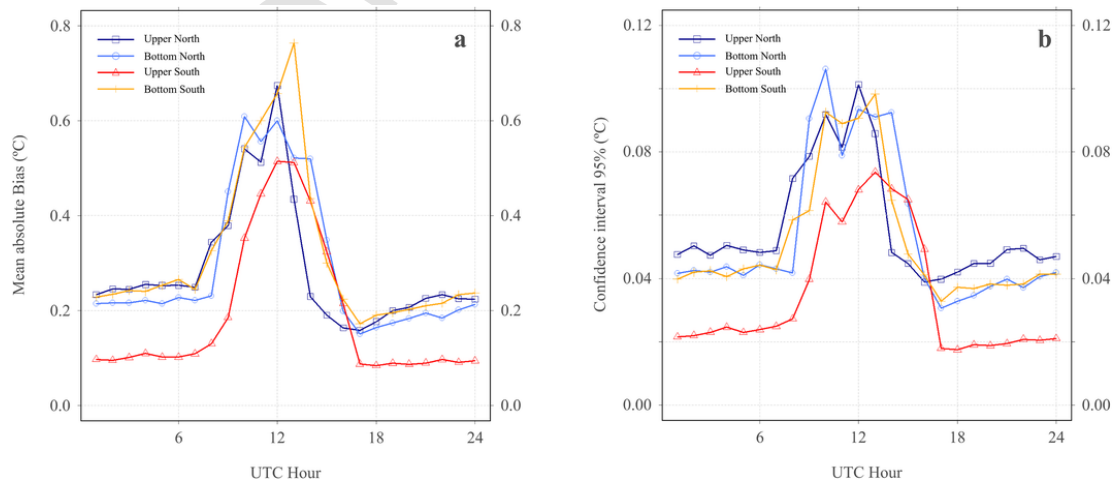 a
Upper North
Bottom North
Upper South
Bottom South
Mean absolute Bias (ºC)
0.8
0.6
0.4
0.2
0.0
0.8
0.6
0.4
0.2
0.0
6
12
18
24
UTC Hour
b
Upper North
Bottom North
Upper South
Bottom South
Confidence interval 95% (ºC)
0.12
0.08
0.04
0.00
0.12
0.08
0.04
0.00
6
12
18
24
UTC Hour